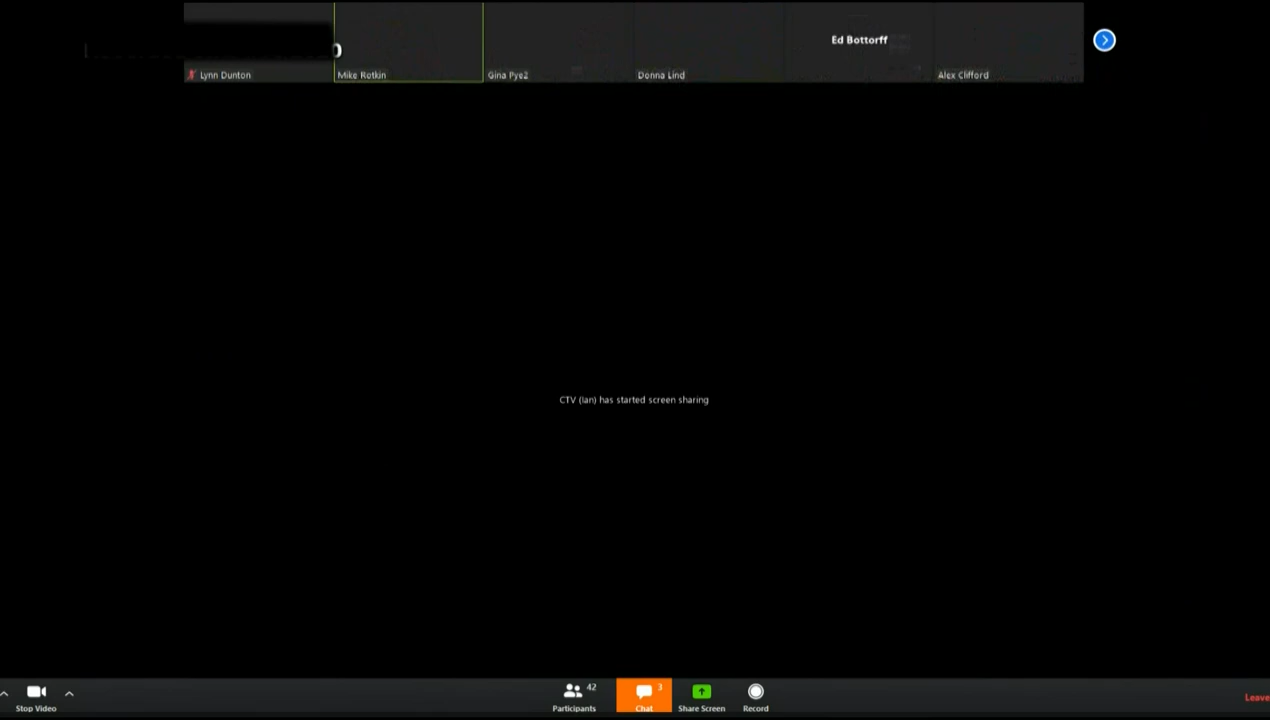 Ed Bottorff
Lynn Dunton
Mike Rotkin
Gina Pye2
Donna Lind
Alex Clifford
CTV (Ian) has started screen sharing
42
3
Stop Video
Participants
Chat
Share Screen
Record
Leave